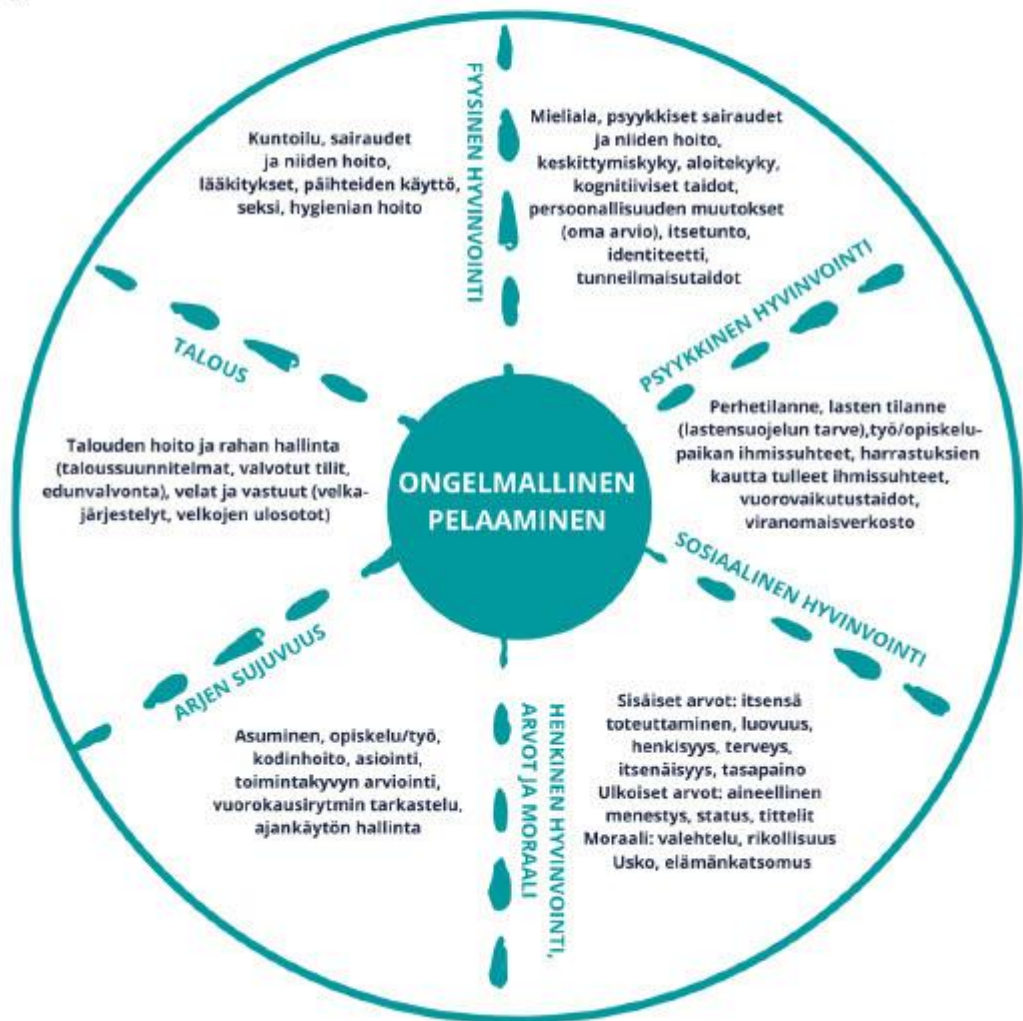 FYYSINEN HYVINVOINTI
Kuntoilu, sairaudet
ja niiden hoito,
lääkitykset, päihteiden käyttö,
seksi, hygienian hoito
Mieliala, psyykkiset sairaudet
ja niiden hoito,
keskittymiskyky, aloitekyky,
kognitiiviset taidot,
persoonallisuuden muutokset
(oma arvio), itsetunto,
identiteetti,
tunneilmaisutaidot
PSYYKKINEN HYVINVOINTI
Perhetilanne, lasten tilanne
(lastensuojelun tarve),työ/opiskelu-
paikan ihmissuhteet, harrastuksien
kautta tulleet ihmissuhteet,
vuorovaikutustaidot,
viranomaisverkosto
SOSIAALINEN HYVINVOINTI
Sisäiset arvot: itsensä
toteuttaminen, luovuus,
henkisyys, terveys,
itsenäisyys, tasapaino
Ulkoiset arvot: aineellinen
menestys, status, tittelit
Moraali: valehtelu, rikollisuus
Usko, elämänkatsomus
HENKINEN HYVINVOINTI,
ARVOT JA MORAALI
Asuminen, opiskelu/työ,
kodinhoito, asiointi,
toimintakyvyn arviointi,
vuorokausirytmin tarkastelu,
ajankäytön hallinta
ARJEN SUJUVUUS
Talouden hoito ja rahan hallinta
(taloussuunnitelmat, valvotut tilit,
edunvalvonta), velat ja vastuut (velka-
järjestelyt, velkojen ulosotot)
TALOUS
ONGELMALLINEN
PELAAMINEN